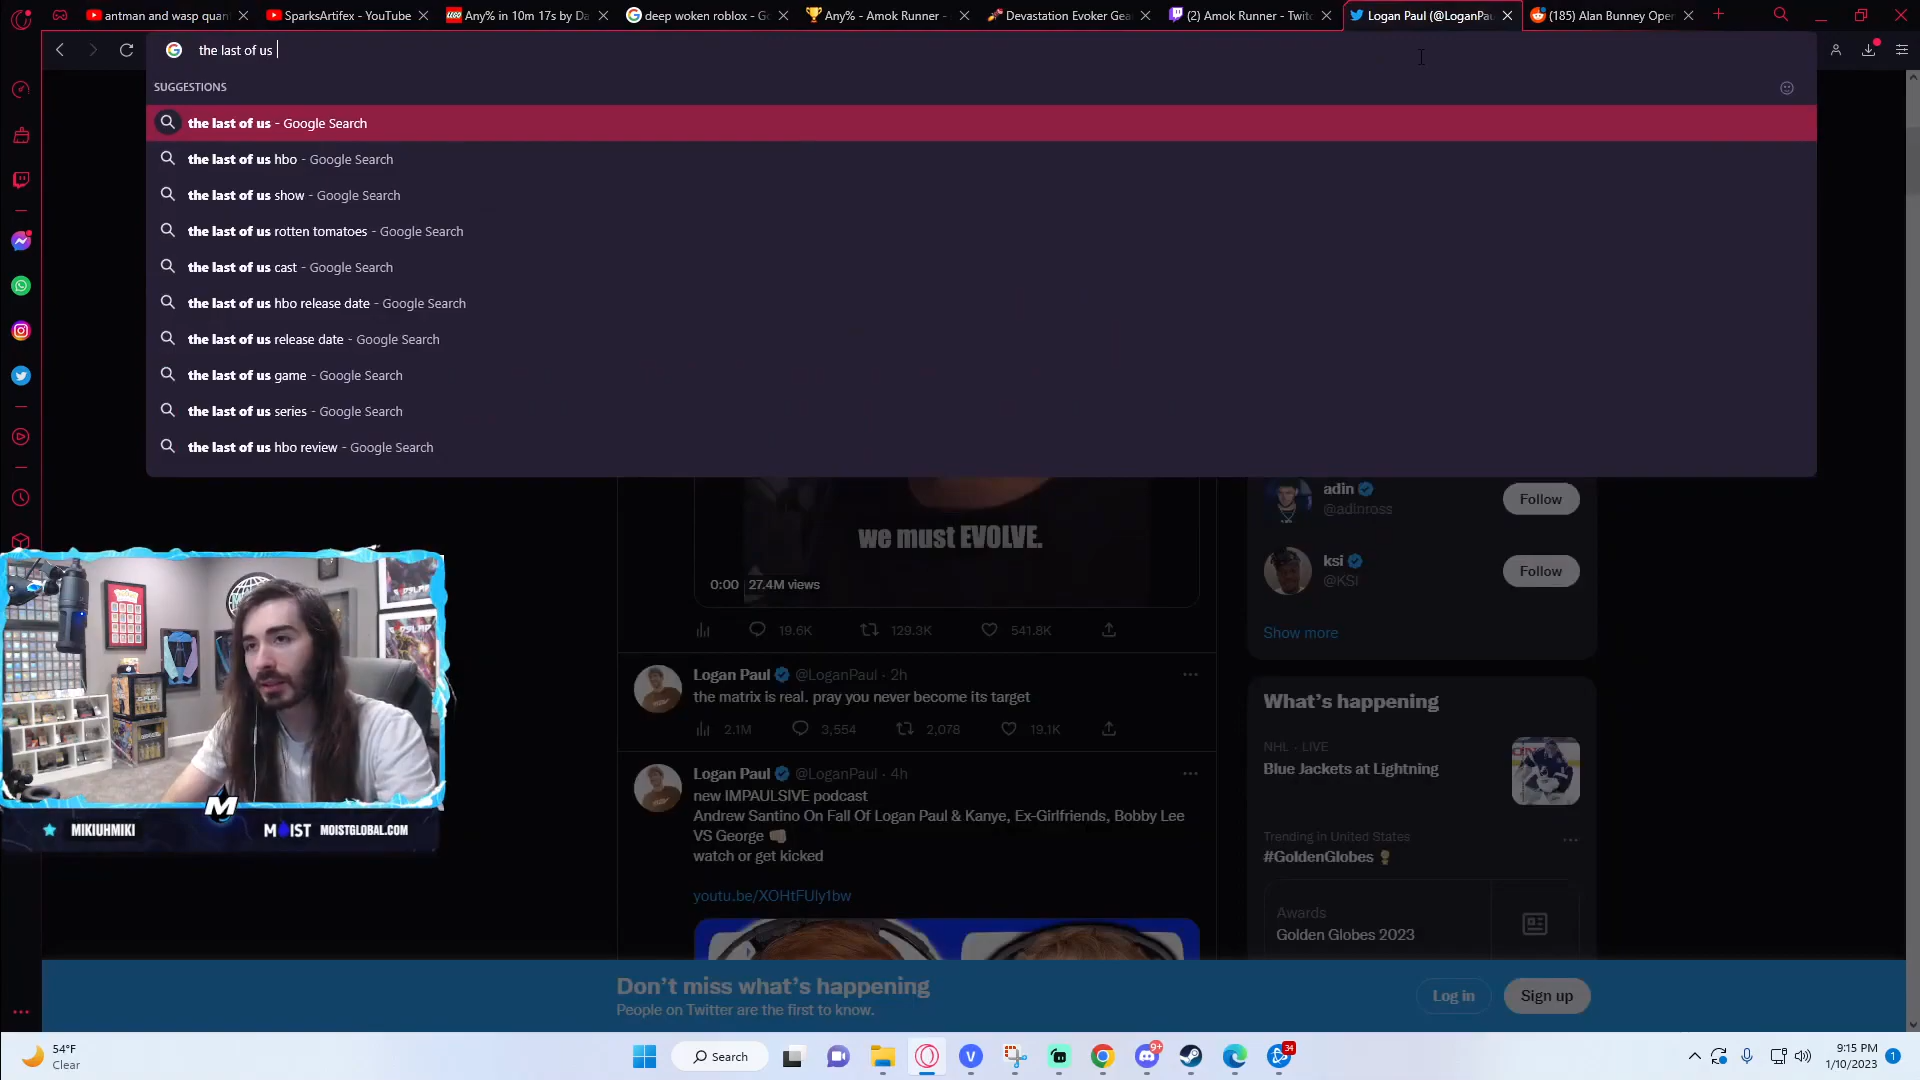 antman and wasp quan
SparksArtifex - YouTube
Any% in 10m 17s by Da
deep woken roblox - Go
Any% - Amok Runner -
Devastation Evoker Gea
(2) Amok Runner - Twitc
Logan Paul (@LoganPau
(185) Alan Bunney Oper
the last of us
SUGGESTIONS
the last of us - Google Search
the last of us hbo - Google Search
the last of us show - Google Search
the last of us rotten tomatoes - Google Search
the last of us cast - Google Search
the last of us hbo release date - Google Search
the last of us release date - Google Search
the last of us game - Google Search
the last of us series - Google Search
the last of us hbo review - Google Search
we must EVOLVE.
0:00 27.4M views
19.6K 129.3K 541.8K
adin
@adinross
Follow
ksi
@KSI
Follow
Show more
Logan Paul @LoganPaul · 2h
the matrix is real. pray you never become its target
2.1M 3,554 2,078 19.1K
Logan Paul @LoganPaul · 4h
new IMPAULSIVE podcast
Andrew Santino On Fall Of Logan Paul & Kanye, Ex-Girlfriends, Bobby Lee
VS George
watch or get kicked
youtu.be/XOHtFUly1bw
What's happening
NHL · LIVE
Blue Jackets at Lightning
Trending in United States
#GoldenGlobes
Awards
Golden Globes 2023
MIKIUHMIKI
M
MOIST
MOISTGLOBAL.COM
Don't miss what's happening
People on Twitter are the first to know.
Log in
Sign up
54°F
Clear
Search
9+
34
9:15 PM
1/10/2023
1